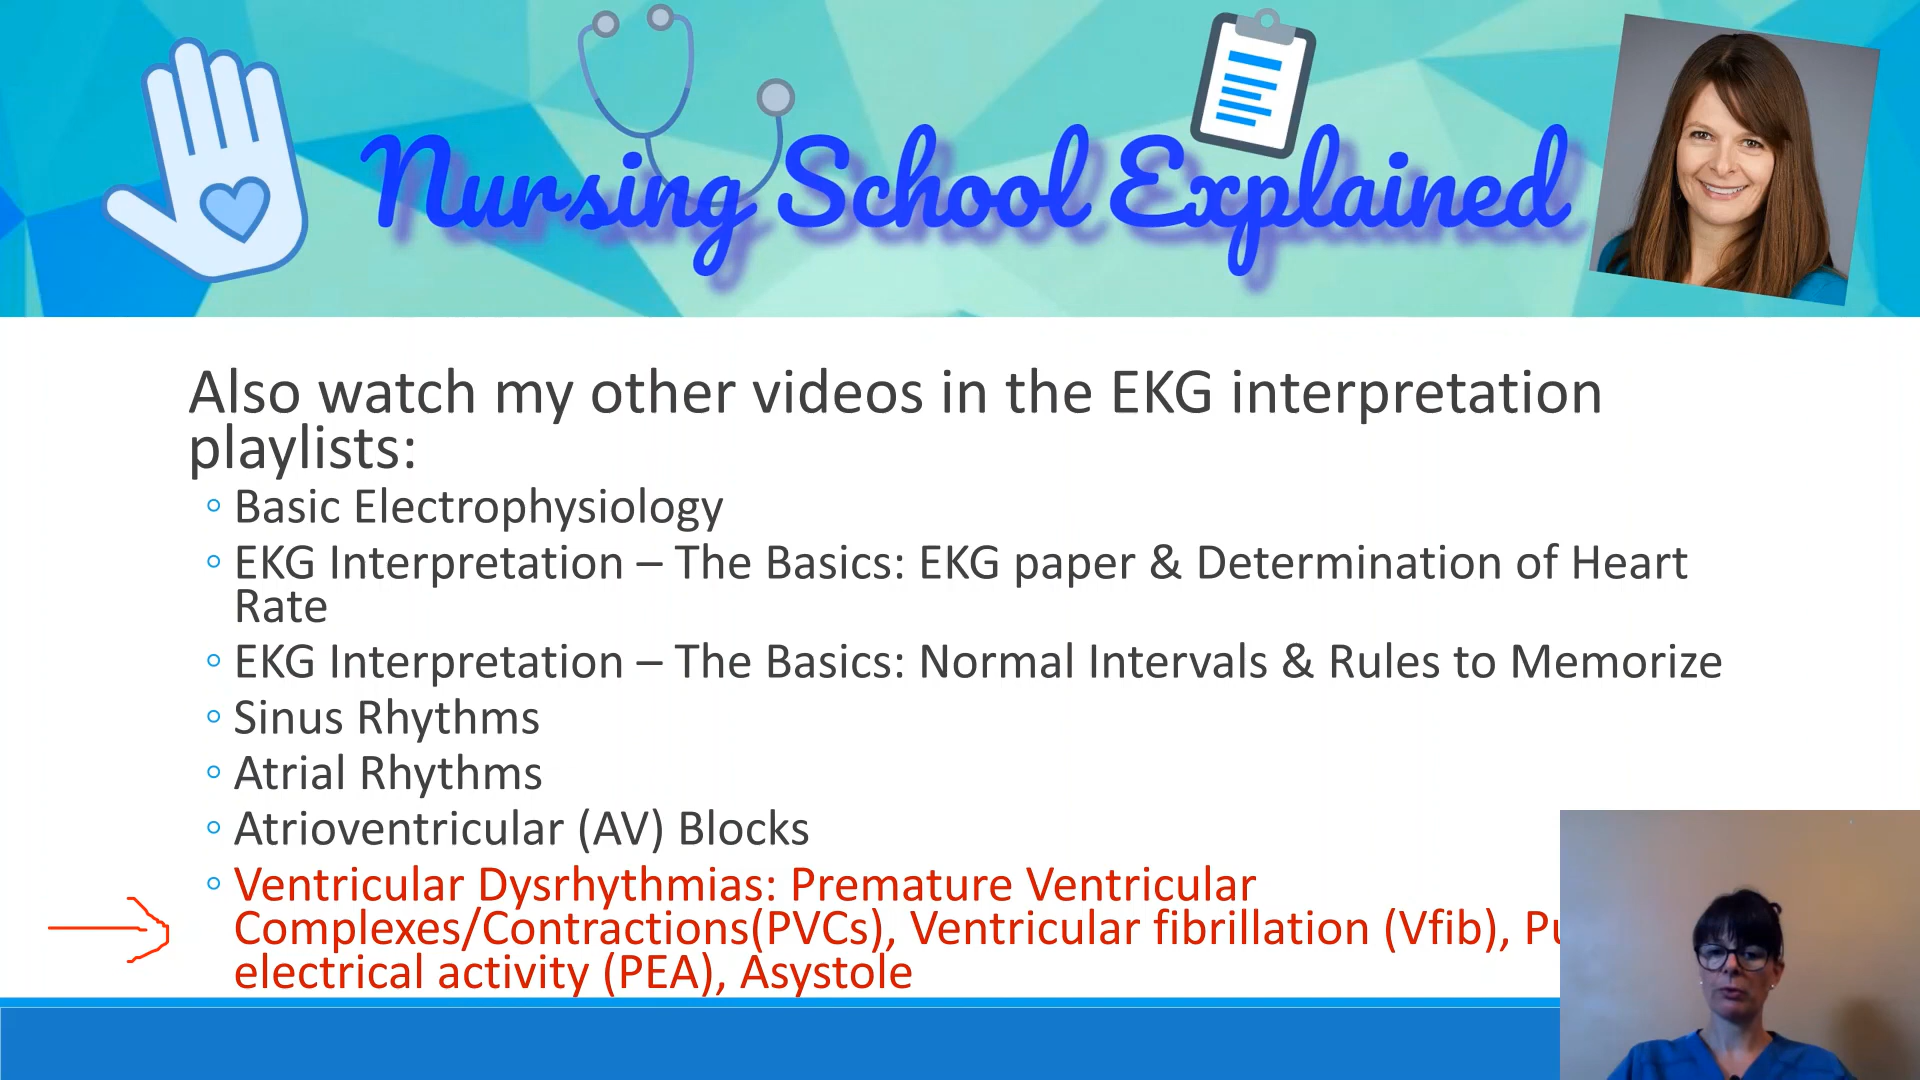 Nursing School Explained
Also watch my other videos in the EKG interpretation
playlists:
Basic Electrophysiology
EKG Interpretation – The Basics: EKG paper & Determination of Heart
Rate
EKG Interpretation – The Basics: Normal Intervals & Rules to Memorize
Sinus Rhythms
Atrial Rhythms
Atrioventricular (AV) Blocks
Ventricular Dysrhythmias: Premature Ventricular
Complexes/Contractions(PVCs), Ventricular fibrillation (Vfib),
electrical activity (PEA), Asystole